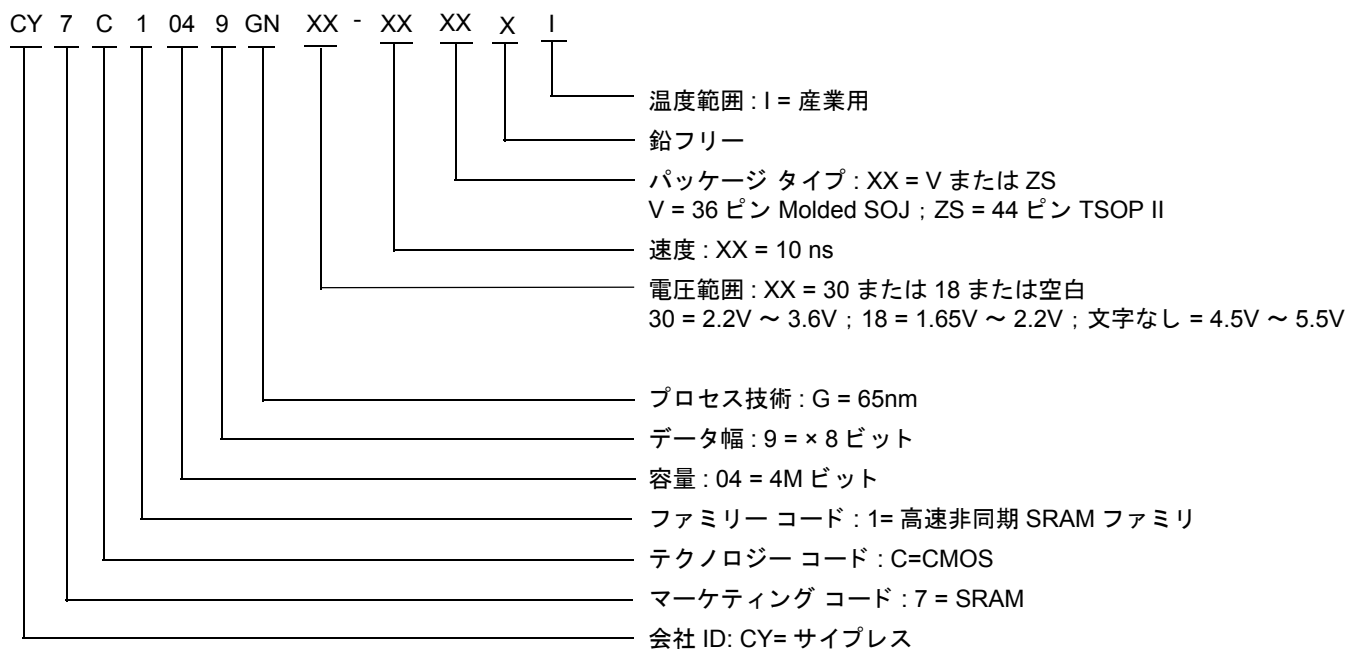 CY 7 C 1 04 9 GN XX - XX XX X I
温度範囲 : I = 産業用
鉛フリー
パッケージ タイプ : XX = V または ZS
V = 36 ピン Molded SOJ ; ZS = 44 ピン TSOP II
速度 : XX = 10 ns
電圧範囲 : XX = 30 または 18 または空白
30 = 2.2V ～ 3.6V ; 18 = 1.65V ～ 2.2V ; 文字なし = 4.5V ～ 5.5V
プロセス技術 : G = 65nm
データ幅 : 9 = × 8 ビット
容量 : 04 = 4M ビット
ファミリー コード : 1= 高速非同期 SRAM ファミリ
テクノロジー コード : C=CMOS
マーケティング コード : 7 = SRAM
会社 ID: CY= サイプレス